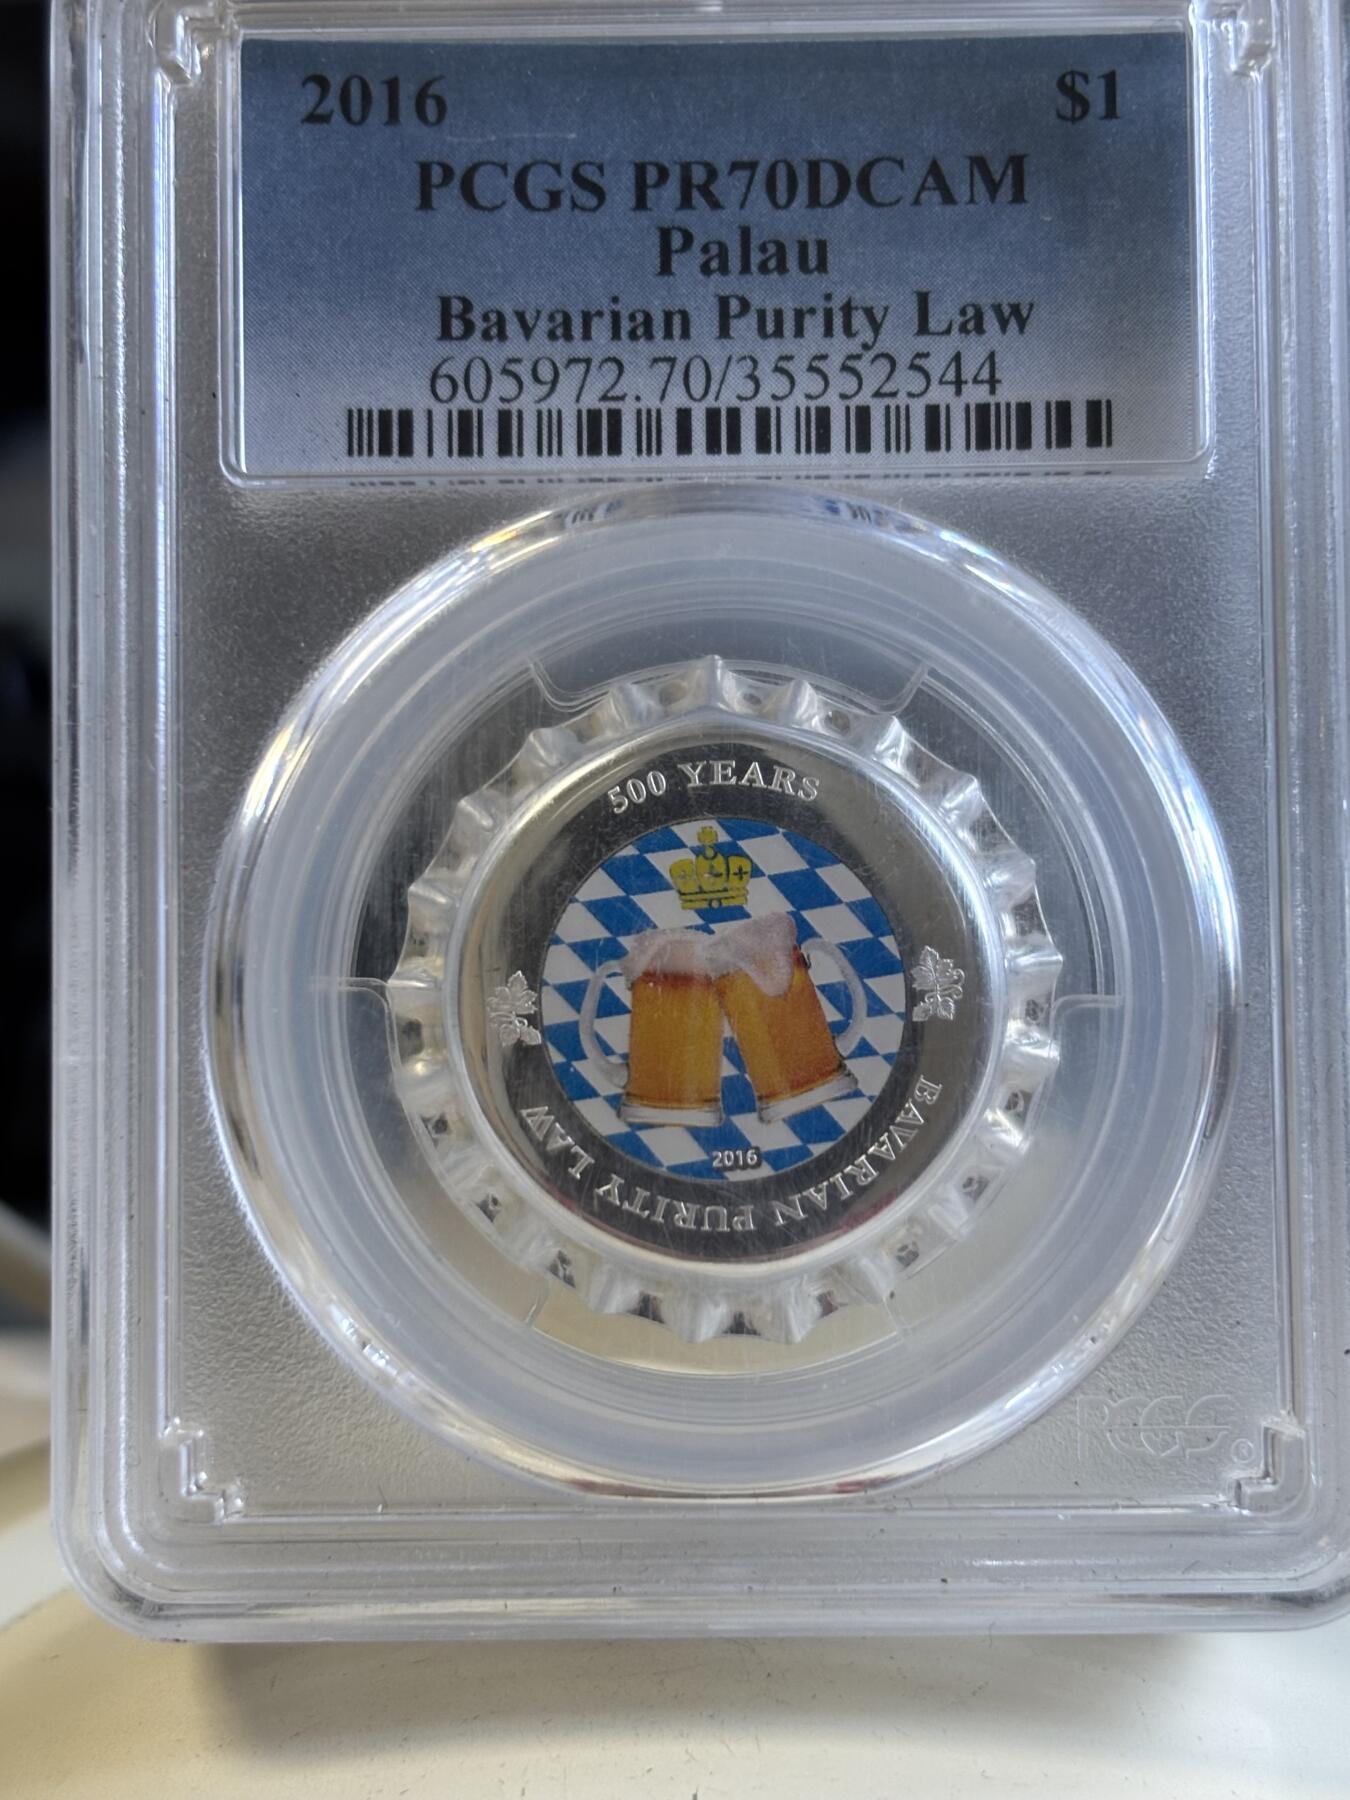 2016 $1
PCGS PR70DCAM
Palau
Bavarian Purity Law
605972.70/35552544
500 YEARS
2016
BAVARIAN PURITY LAW
PCGS